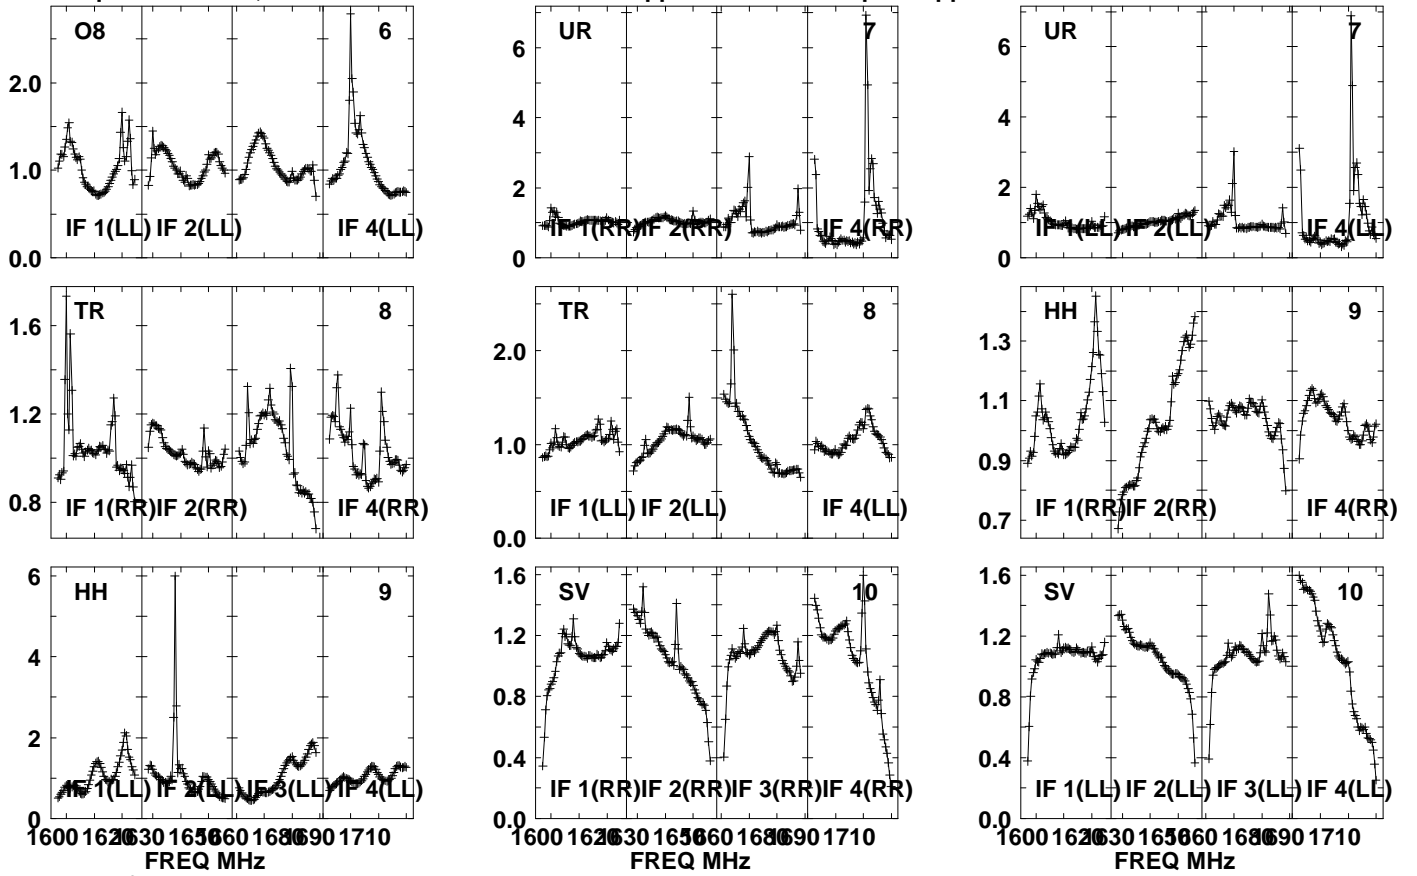 O8 6
2.0
1.0
0.0
IF 1(LL) IF 2(LL) IF 4(LL)
UR 7
6
4
2
0
IF 1(RR) IF 2(RR) IF 4(RR)
UR 7
6
4
2
0
IF 1(LL) IF 2(LL) IF 4(LL)
TR 8
1.6
1.2
0.8
IF 1(RR) IF 2(RR) IF 4(RR)
TR 8
2.0
1.0
0.0
IF 1(LL) IF 2(LL) IF 4(LL)
HH 9
1.3
1.1
0.9
0.7
IF 1(RR) IF 2(RR) IF 4(RR)
HH 9
6
4
2
0
IF 1(LL) IF 2(LL) IF 3(LL) IF 4(LL)
1600 1620 1630 1650 1660 1680 1690 1710
FREQ MHz
SV 10
1.6
1.2
0.8
0.4
0.0
IF 1(RR) IF 2(RR) IF 3(RR) IF 4(RR)
1600 1620 1630 1650 1660 1680 1690 1710
FREQ MHz
SV 10
1.6
1.2
0.8
0.4
0.0
IF 1(LL) IF 2(LL) IF 3(LL) IF 4(LL)
1600 1620 1630 1650 1660 1680 1690 1710
FREQ MHz